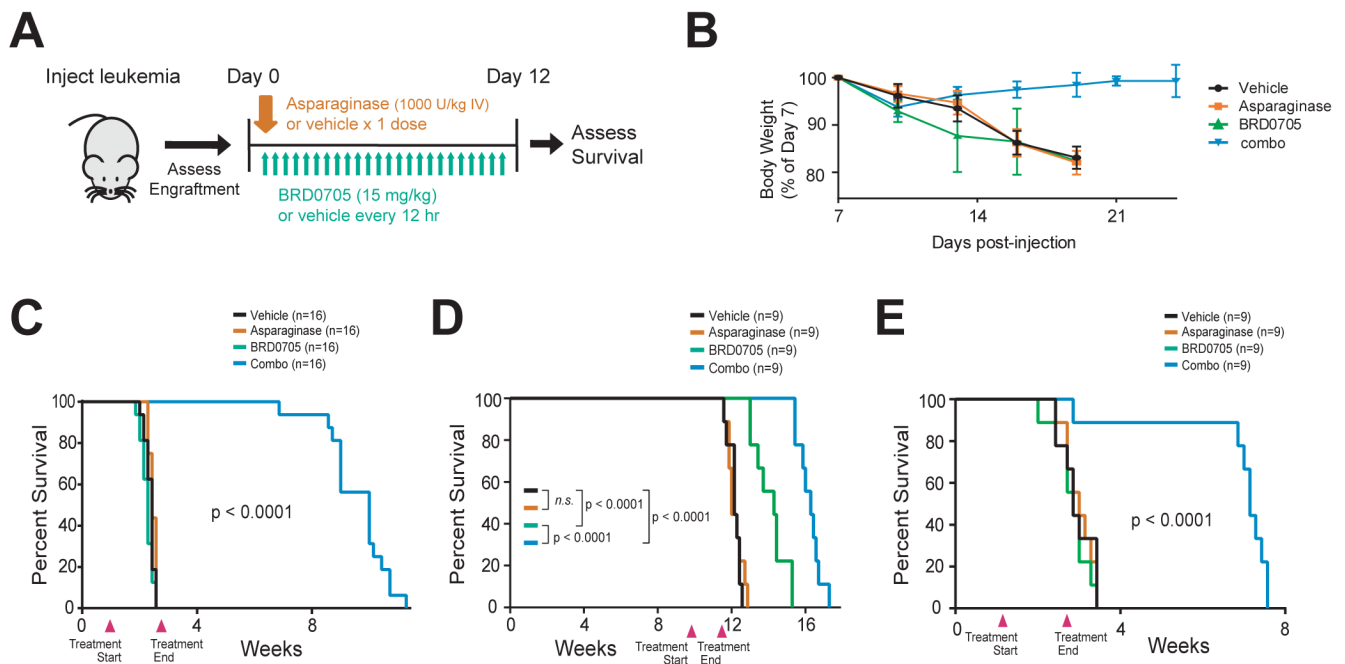 A
Inject leukemia
Day 0
Day 12
Asparaginase (1000 U/kg IV)
or vehicle x 1 dose
Assess
Engraftment
Assess
Survival
BRD0705 (15 mg/kg)
or vehicle every 12 hr
B
100
90
80
Body Weight
(% of Day 7)
7
14
21
Days post-injection
Vehicle
Asparaginase
BRD0705
combo
C
Vehicle (n=16)
Asparaginase (n=16)
BRD0705 (n=16)
Combo (n=16)
100
80
60
40
20
0
Percent Survival
p < 0.0001
0
4
8
Weeks
Treatment
Start
Treatment
End
D
Vehicle (n=9)
Asparaginase (n=9)
BRD0705 (n=9)
Combo (n=9)
100
80
60
40
20
0
Percent Survival
n.s.
p < 0.0001
p < 0.0001
p < 0.0001
0
4
8
12
16
Weeks
Treatment
Start
Treatment
End
E
Vehicle (n=9)
Asparaginase (n=9)
BRD0705 (n=9)
Combo (n=9)
100
80
60
40
20
0
Percent Survival
p < 0.0001
0
4
8
Weeks
Treatment
Start
Treatment
End